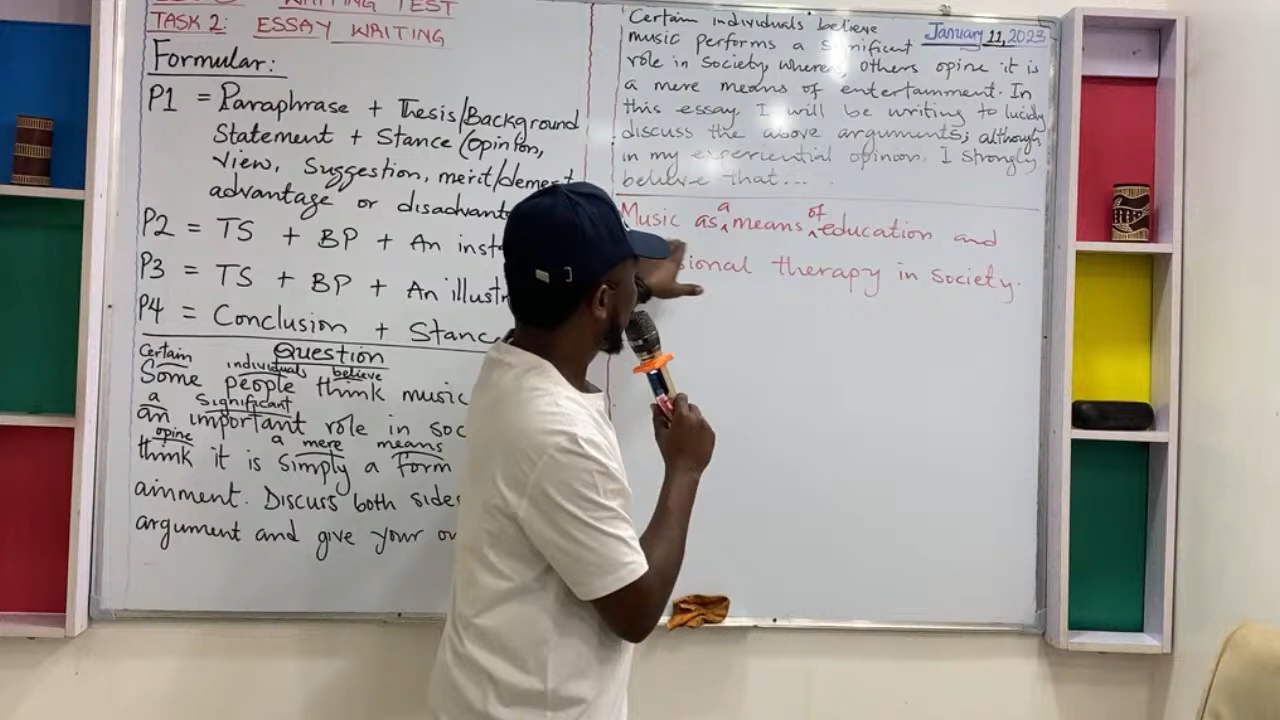 WRITING TEST
TASK 2: ESSAY WRITING
Formular:
P1 = Paraphrase + Thesis/Background
Statement + Stance (Opinion,
view, Suggestion, merit/demerit
advantage or disadvant
P2 = TS + BP + An inst
P3 = TS + BP + An illustr
P4 = Conclusion + Stanc
Question
Certain individuals believe
Some people think music
a significant
an important role in soc
opine a mere means
think it is simply a form
ainment. Discuss both sides
argument and give your ow
Certain individuals believe
January 11, 2023
music performs a significant
role in society, whereas, others opine it is
a mere means of entertainment. In
this essay, I will be writing to lucidly
discuss the above arguments; although
in my experiential opinion, I strongly
believe that...
a of
Music as means education and
sional therapy in society.